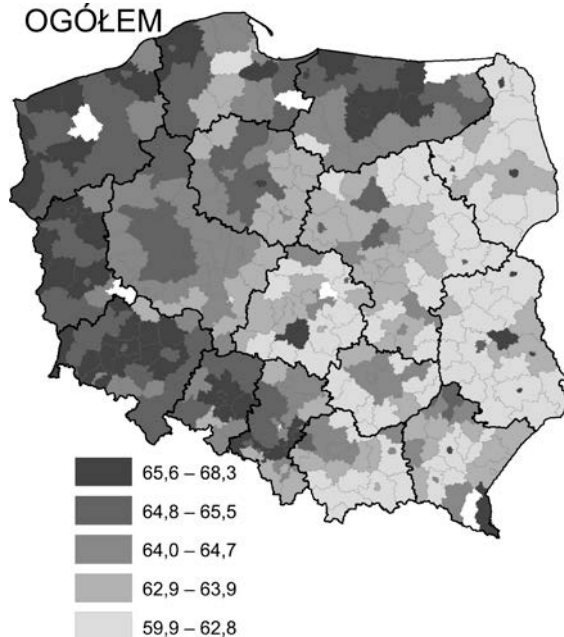 OGÓŁEM
65,6 – 68,3
64,8 – 65,5
64,0 – 64,7
62,9 – 63,9
59,9 – 62,8